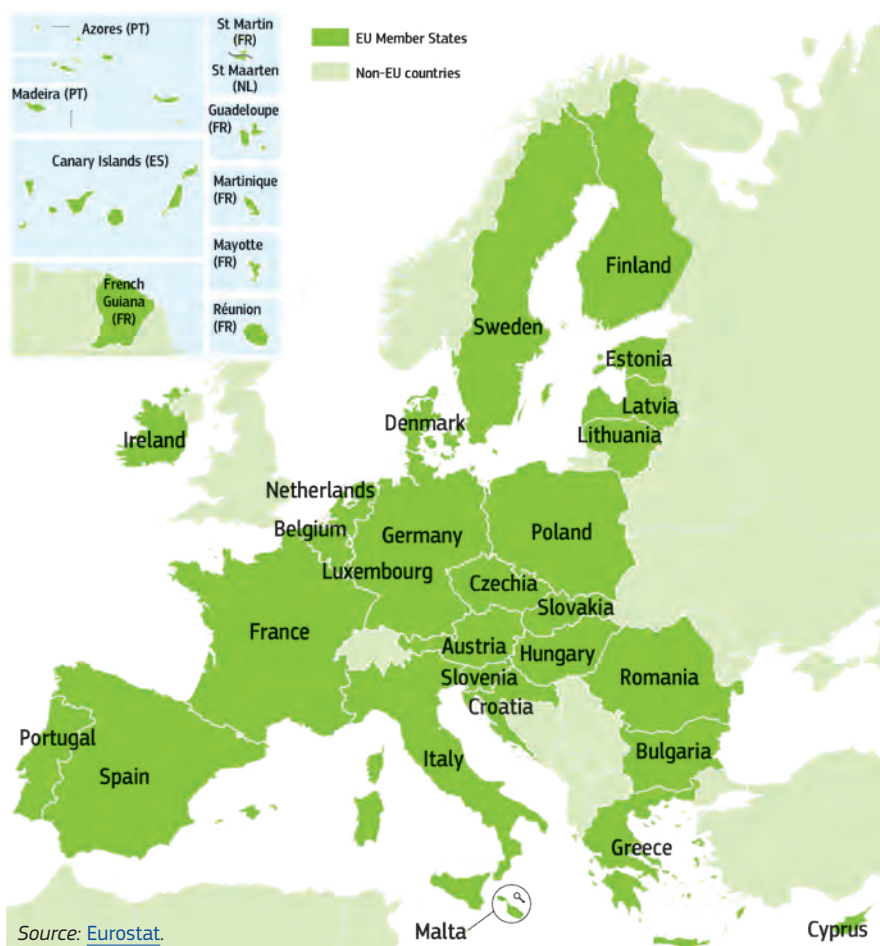 Azores (PT)
Madeira (PT)
Canary Islands (ES)
French
Guiana
(FR)
St Martin
(FR)
St Maarten
(NL)
Guadeloupe
(FR)
Martinique
(FR)
Mayotte
(FR)
Réunion
(FR)
EU Member States
Non-EU countries
Finland
Sweden
Estonia
Latvia
Lithuania
Denmark
Ireland
Netherlands
Belgium
Germany
Poland
Luxembourg
Czechia
Slovakia
France
Austria
Hungary
Slovenia
Romania
Croatia
Portugal
Spain
Italy
Bulgaria
Greece
Malta
Cyprus
Source: Eurostat.